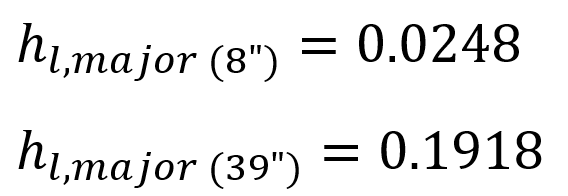 h_{l,major (8")} = 0.0248
h_{l,major (39")} = 0.1918